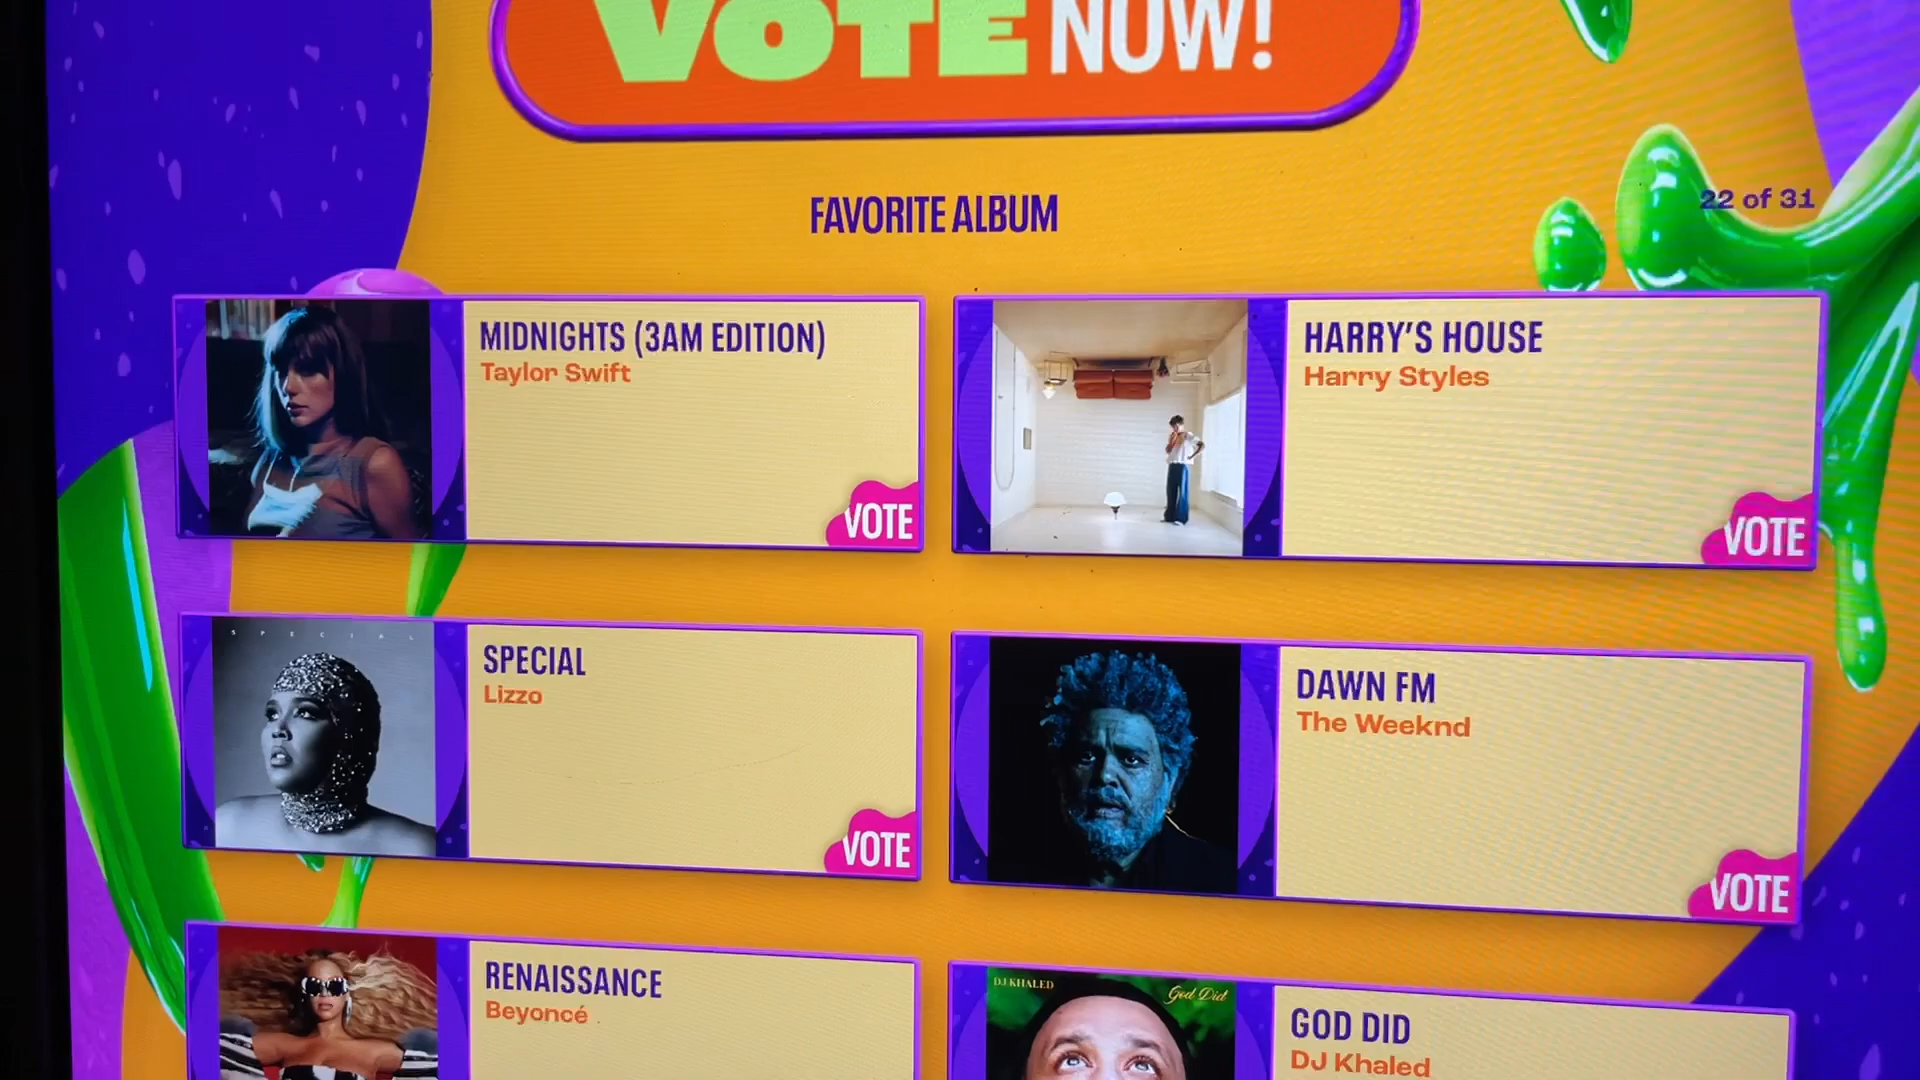 VOTE NOW!
FAVORITE ALBUM
22 of 31
MIDNIGHTS (3AM EDITION)
Taylor Swift
VOTE
HARRY'S HOUSE
Harry Styles
VOTE
SPECIAL
SPECIAL
Lizzo
VOTE
DAWN FM
The Weeknd
VOTE
RENAISSANCE
Beyoncé
DJ KHALED
God Did
GOD DID
DJ Khaled